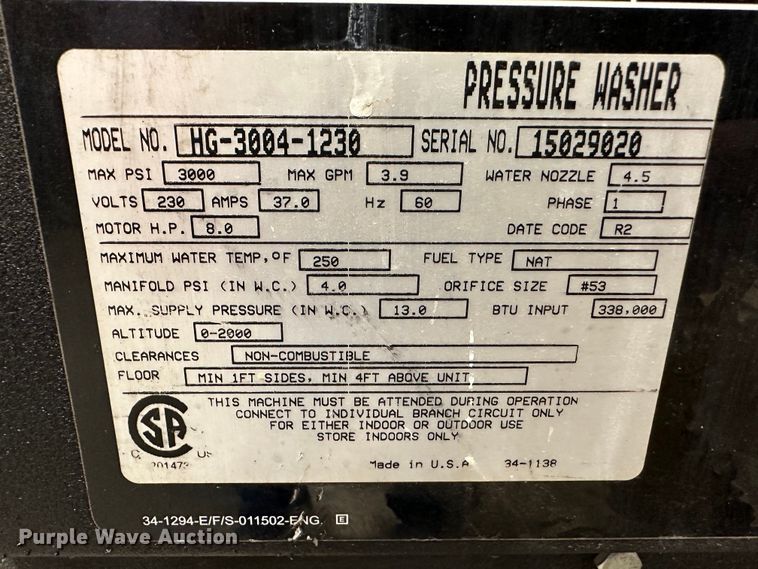 PRESSURE WASHER
MODEL NO. HG-3004-1230 SERIAL NO. 15029020
MAX PSI 3000 MAX GPM 3.9 WATER NOZZLE 4.5
VOLTS 230 AMPS 37.0 Hz 60 PHASE 1
MOTOR H.P. 8.0 DATE CODE R2
MAXIMUM WATER TEMP,°F 250 FUEL TYPE NAT
MANIFOLD PSI (IN W.C.) 4.0 ORIFICE SIZE #53
MAX. SUPPLY PRESSURE (IN W.C.) 13.0 BTU INPUT 338,000
ALTITUDE 0-2000
CLEARANCES NON-COMBUSTIBLE
FLOOR MIN 1FT SIDES, MIN 4FT ABOVE UNIT
THIS MACHINE MUST BE ATTENDED DURING OPERATION
CONNECT TO INDIVIDUAL BRANCH CIRCUIT ONLY
FOR EITHER INDOOR OR OUTDOOR USE
STORE INDOORS ONLY
CSA
C US
Made in U.S.A 34-1138
34-1294-E/F/S-011502-ENG. E
Purple Wave Auction